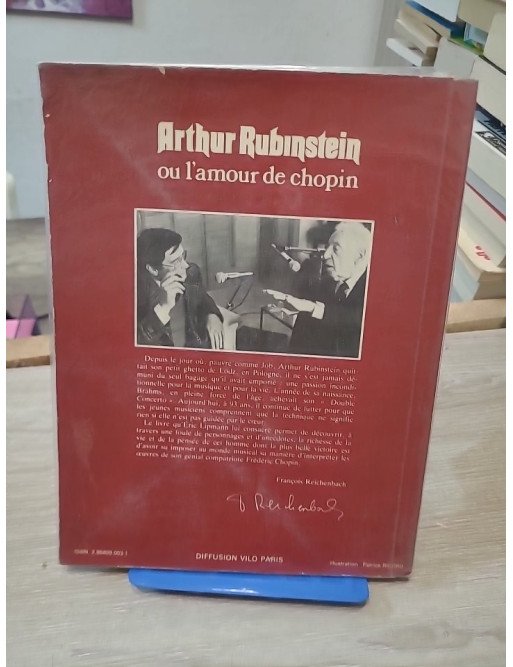 Arthur Rubinstein
ou l'amour de chopin
Depuis le jour où, pauvre comme Job, Arthur Rubinstein quit
tait son petit ghetto de Lodz, en Pologne, il ne s'est jamais dé-
muni du seul bagage qu'il avait emporté : une passion incondi-
tionnelle pour la musique et pour la vie. L'année de sa naissance,
Brahms, en pleine force de l'âge, achevait son « Double
Concerto ». Aujourd'hui, à 93 ans, il continue de lutter pour que
les jeunes musiciens comprennent que la technique ne signifie
rien si elle n'est pas guidée par le cœur.
Le livre qu'Eric Lipmann lui consacre permet de découvrir, à
travers une foule de personnages et d'anecdotes, la richesse de la
vie et de la pensée de cet homme dont la plus belle victoire est
d'avoir su imposer au monde musical sa manière d'interpréter les
œuvres de son génial compatriote Frédéric Chopin.
François Reichenbach
F Reichenbach
ISBN 2.86400.003
DIFFUSION VILO PARIS
Illustration Patrice